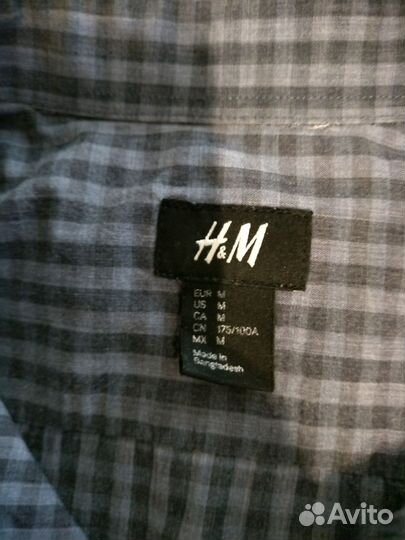 H&M
EUR M
US M
CA M
CN 175/100A
MX M
Made in
Bangladesh
Avito